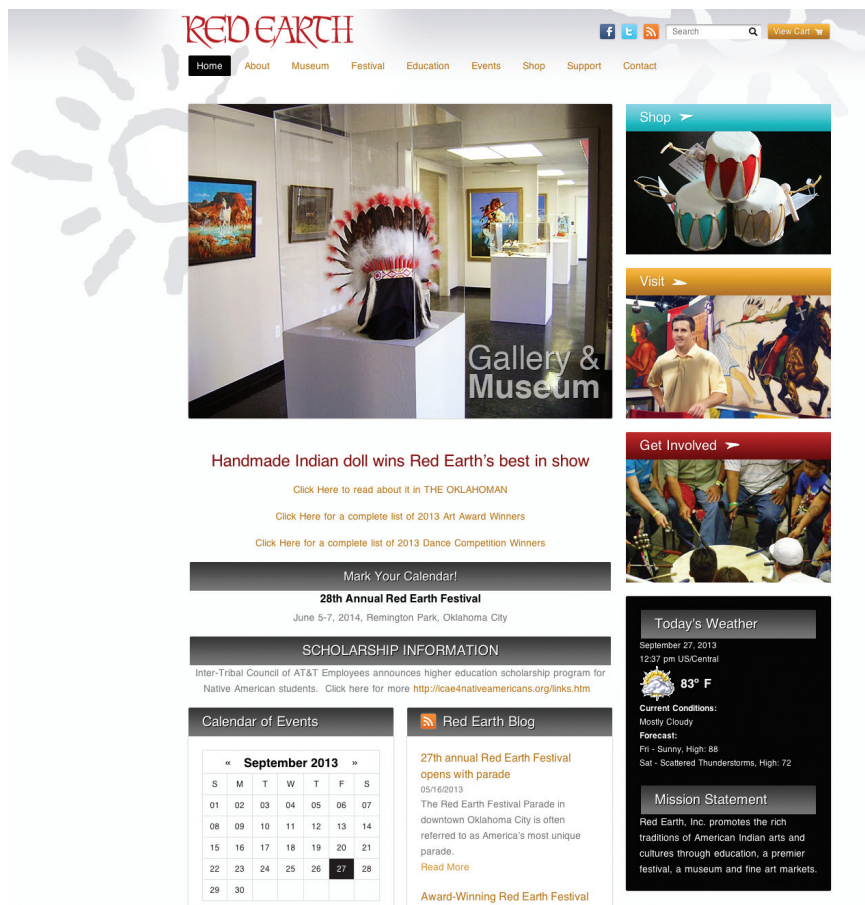 RED EARTH
Search
View Cart
Home About Museum Festival Education Events Shop Support Contact
Gallery &
Museum
Shop
Visit
Get Involved
Handmade Indian doll wins Red Earth's best in show
Click Here to read about it in THE OKLAHOMAN
Click Here for a complete list of 2013 Art Award Winners
Click Here for a complete list of 2013 Dance Competition Winners
Mark Your Calendar!
28th Annual Red Earth Festival
June 5-7, 2014, Remington Park, Oklahoma City
SCHOLARSHIP INFORMATION
Inter-Tribal Council of AT&T Employees announces higher education scholarship program for
Native American students. Click here for more http://icae4nativeamericans.org/links.htm
Calendar of Events
« September 2013 »
S M T W T F S
01 02 03 04 05 06 07
08 09 10 11 12 13 14
15 16 17 18 19 20 21
22 23 24 25 26 27 28
29 30
Red Earth Blog
27th annual Red Earth Festival
opens with parade
05/16/2013
The Red Earth Festival Parade in
downtown Oklahoma City is often
referred to as America's most unique
parade.
Read More
Award-Winning Red Earth Festival
Today's Weather
September 27, 2013
12:37 pm US/Central
83º F
Current Conditions:
Mostly Cloudy
Forecast:
Fri - Sunny, High: 88
Sat - Scattered Thunderstorms, High: 72
Mission Statement
Red Earth, Inc. promotes the rich
traditions of American Indian arts and
cultures through education, a premier
festival, a museum and fine art markets.